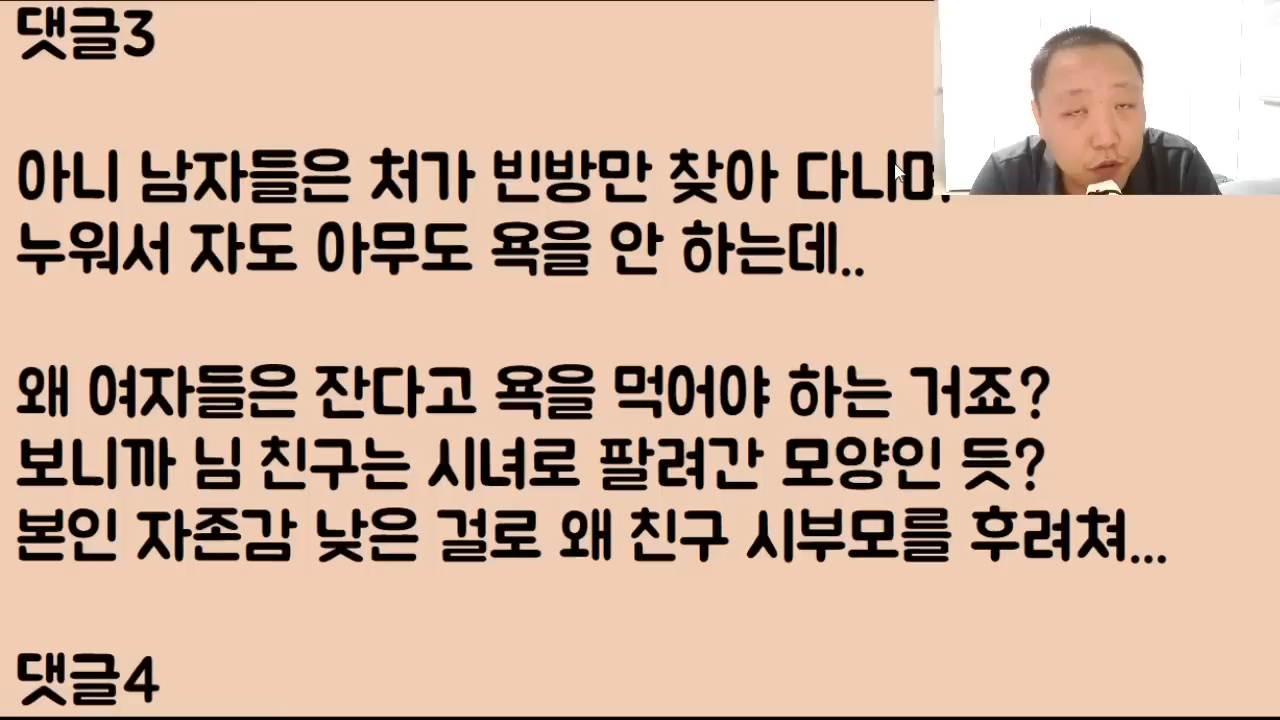 댓글3
아니 남자들은 처가 빈방만 찾아 다니며
누워서 자도 아무도 욕을 안 하는데..
왜 여자들은 잔다고 욕을 먹어야 하는 거죠?
보니까 님 친구는 시녀로 팔려간 모양인 듯?
본인 자존감 낮은 걸로 왜 친구 시부모를 후려쳐...
댓글4